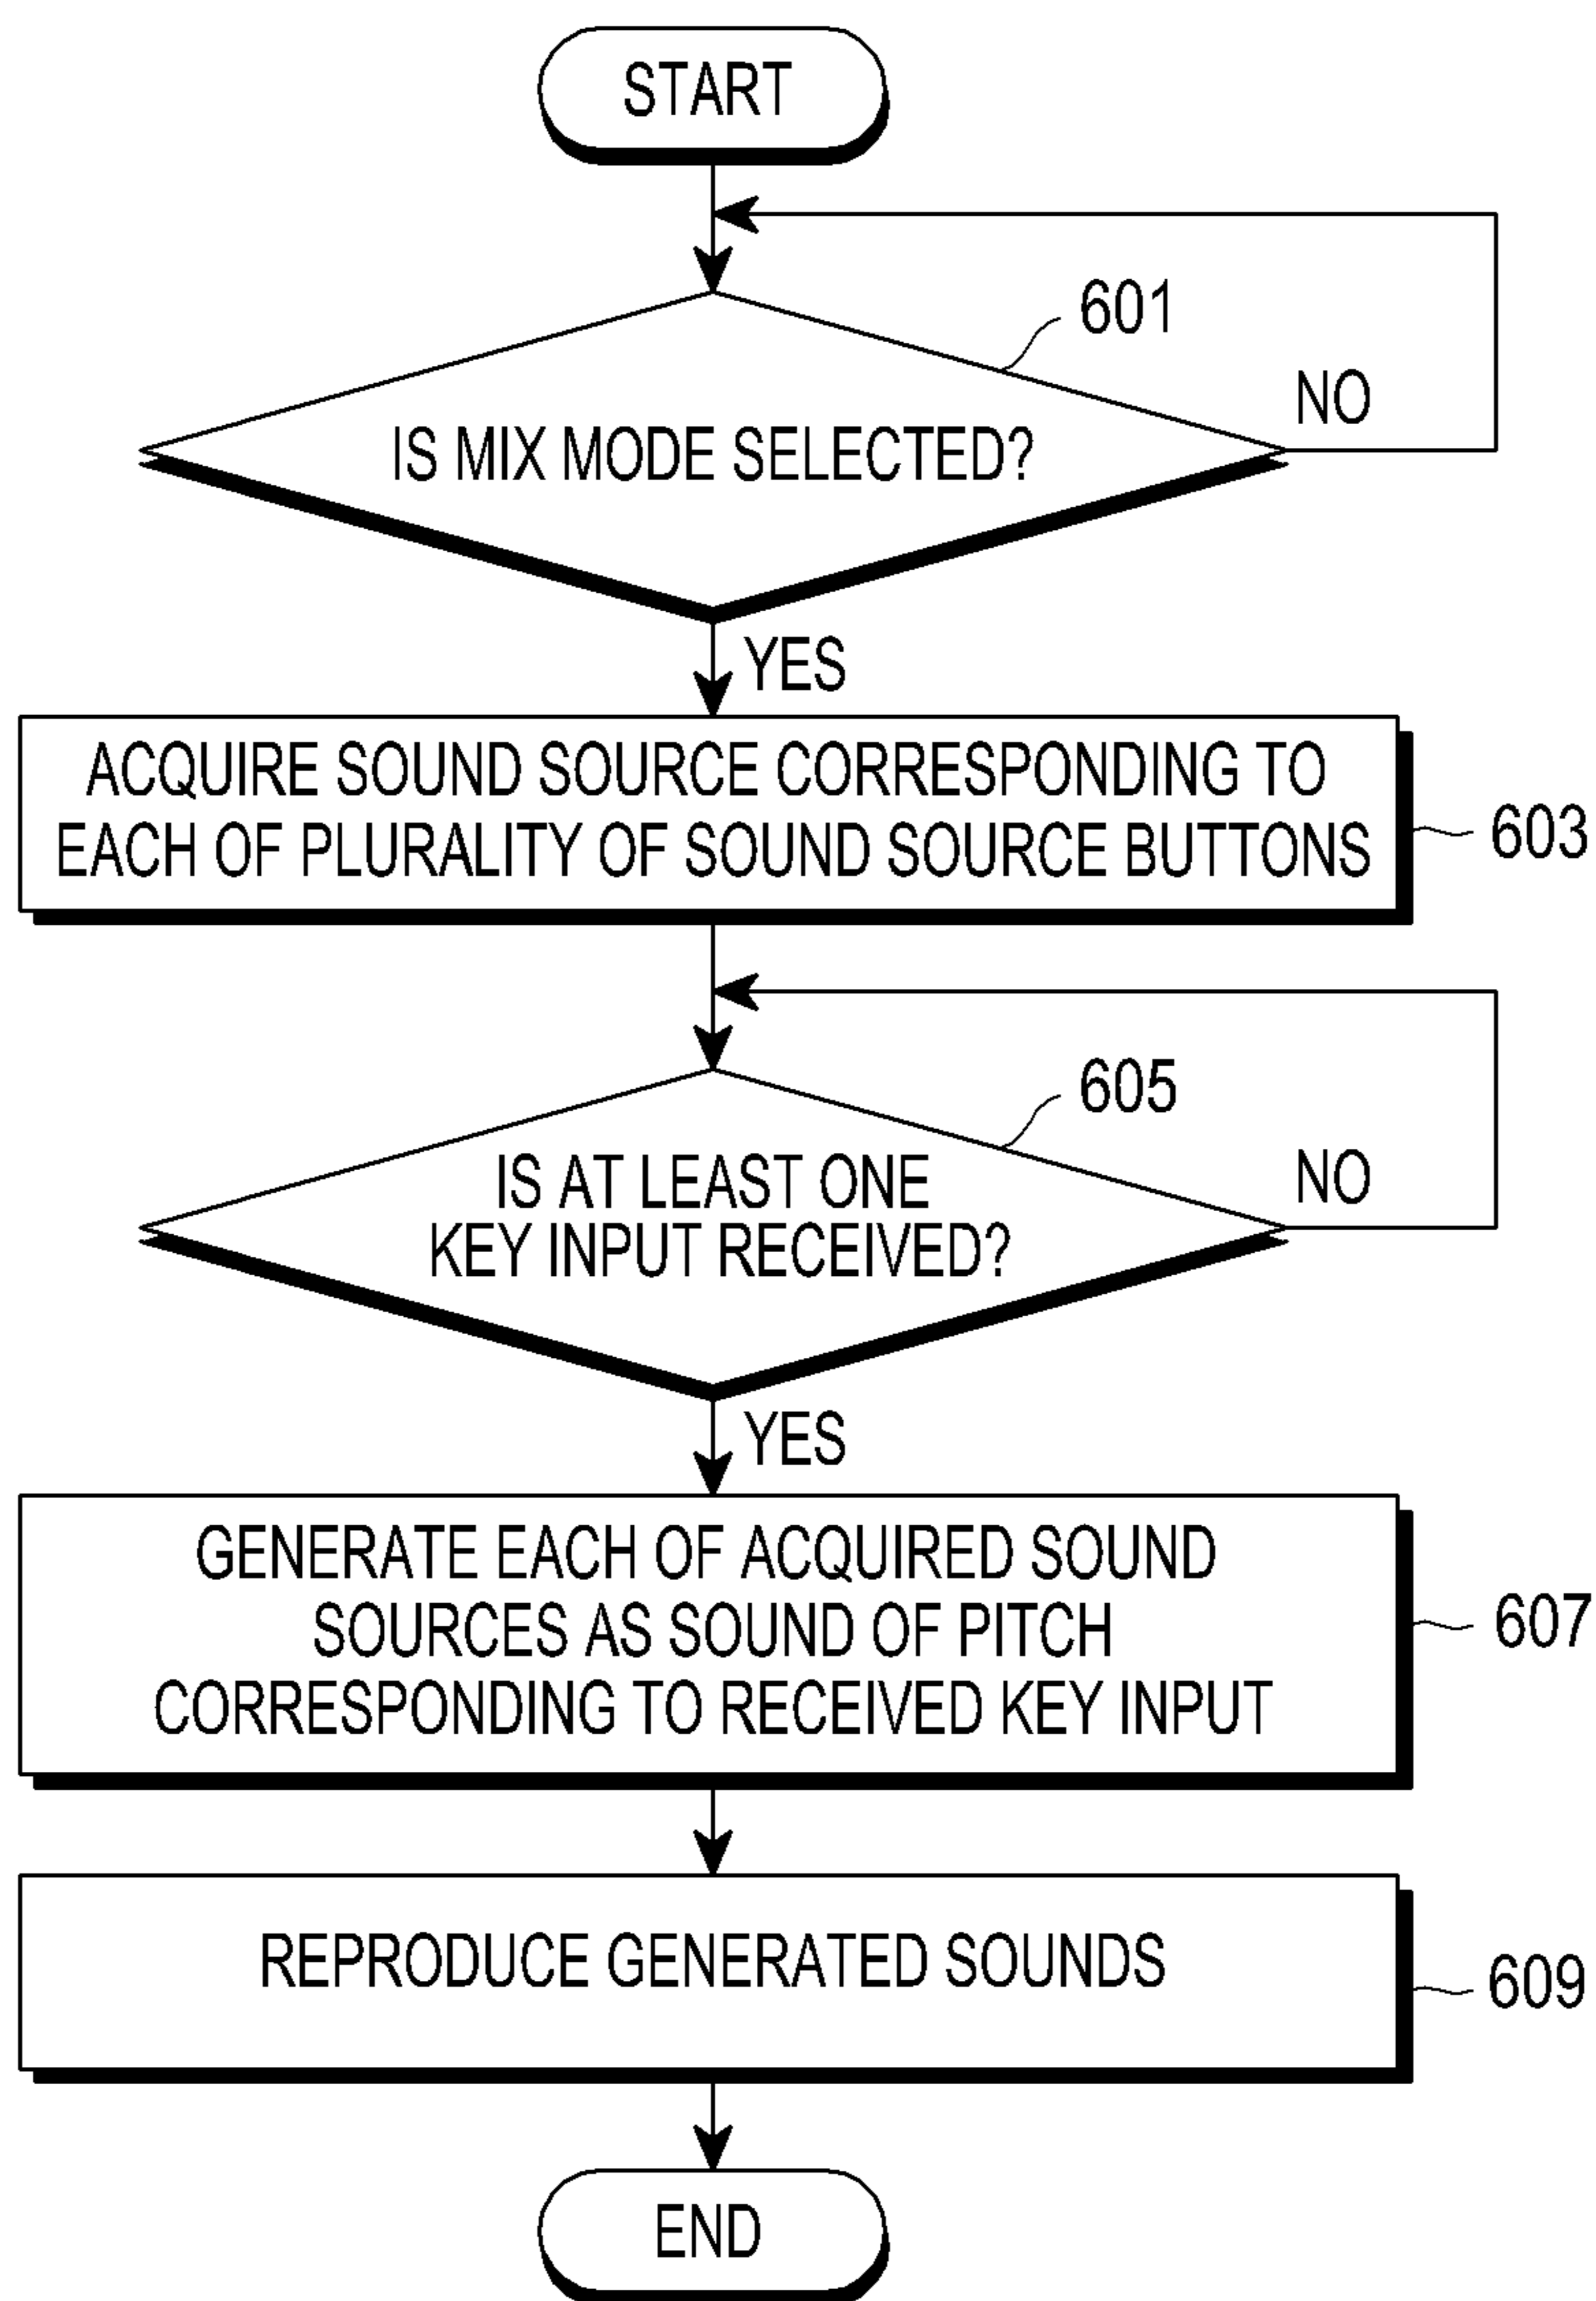 START
601
NO
IS MIX MODE SELECTED?
YES
ACQUIRE SOUND SOURCE CORRESPONDING TO
EACH OF PLURALITY OF SOUND SOURCE BUTTONS
603
605
NO
IS AT LEAST ONE
KEY INPUT RECEIVED?
YES
GENERATE EACH OF ACQUIRED SOUND
SOURCES AS SOUND OF PITCH
CORRESPONDING TO RECEIVED KEY INPUT
607
REPRODUCE GENERATED SOUNDS
609
END